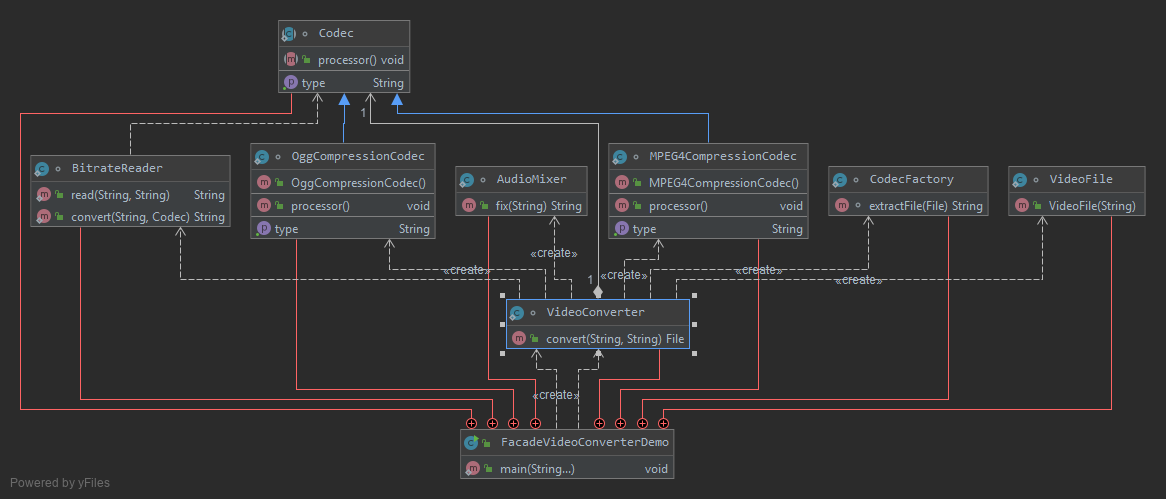 Codec
processor() void
type String
1
BitrateReader
read(String, String) String
convert(String, Codec) String
OggCompressionCodec
OggCompressionCodec()
processor() void
type String
AudioMixer
fix(String) String
MPEG4CompressionCodec
MPEG4CompressionCodec()
processor() void
type String
CodecFactory
extractFile(File) String
VideoFile
VideoFile(String)
«create»
«create»
«create»
«create»
«create»
1
VideoConverter
convert(String, String) File
«create»
FacadeVideoConverterDemo
main(String...) void
Powered by yFiles